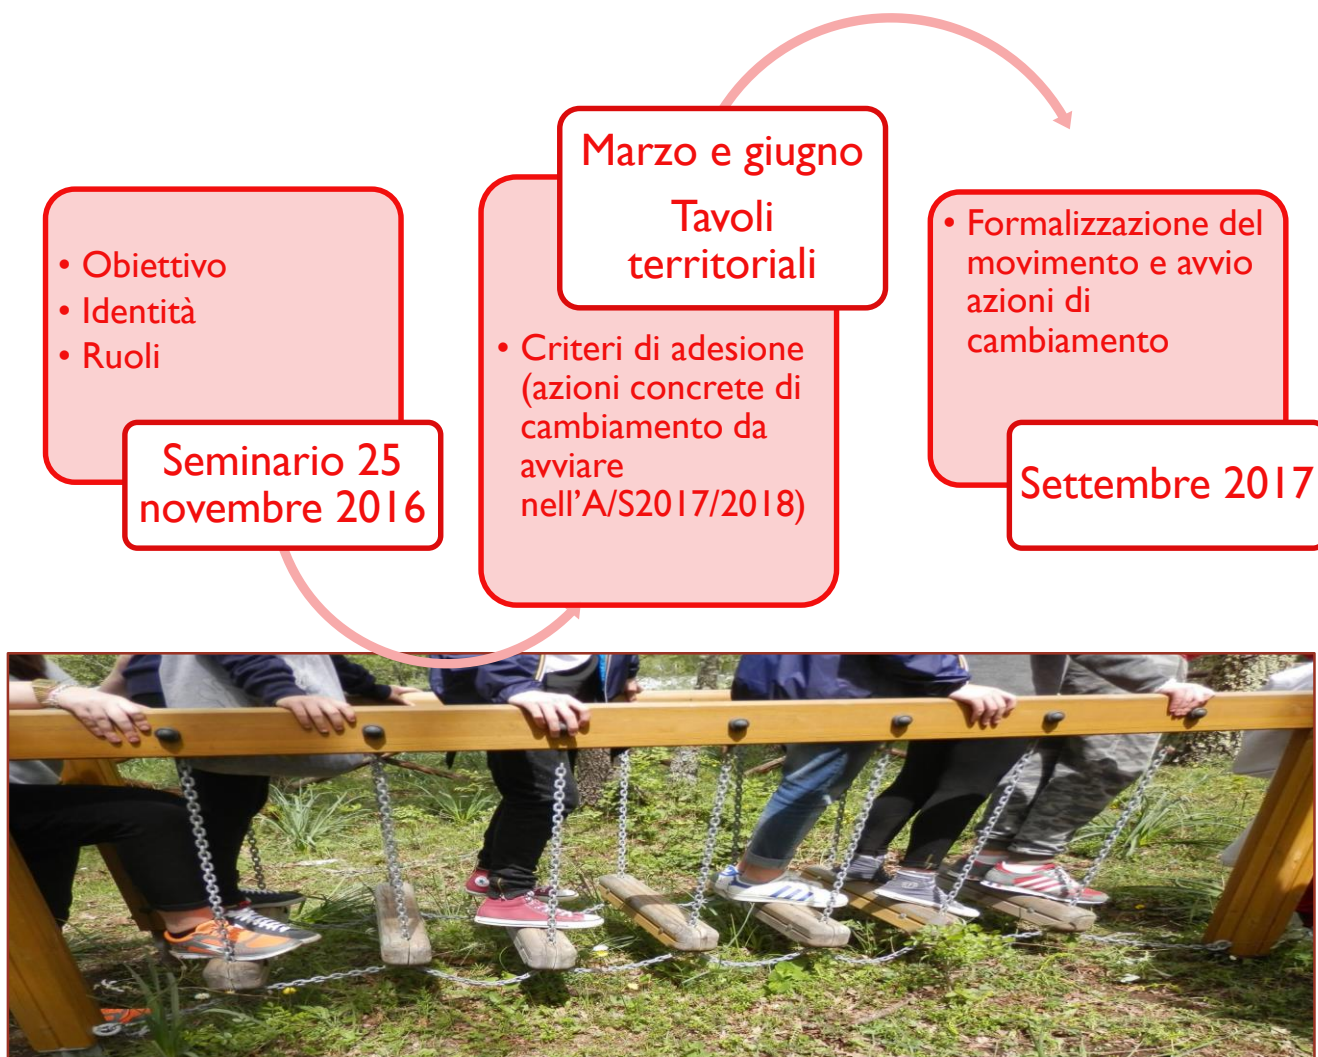 • Obiettivo
• Identità
• Ruoli
Seminario 25
novembre 2016
Marzo e giugno
Tavoli
territoriali
• Criteri di adesione
(azioni concrete di
cambiamento da
avviare
nell’A/S2017/2018)
• Formalizzazione del
movimento e avvio
azioni di
cambiamento
Settembre 2017